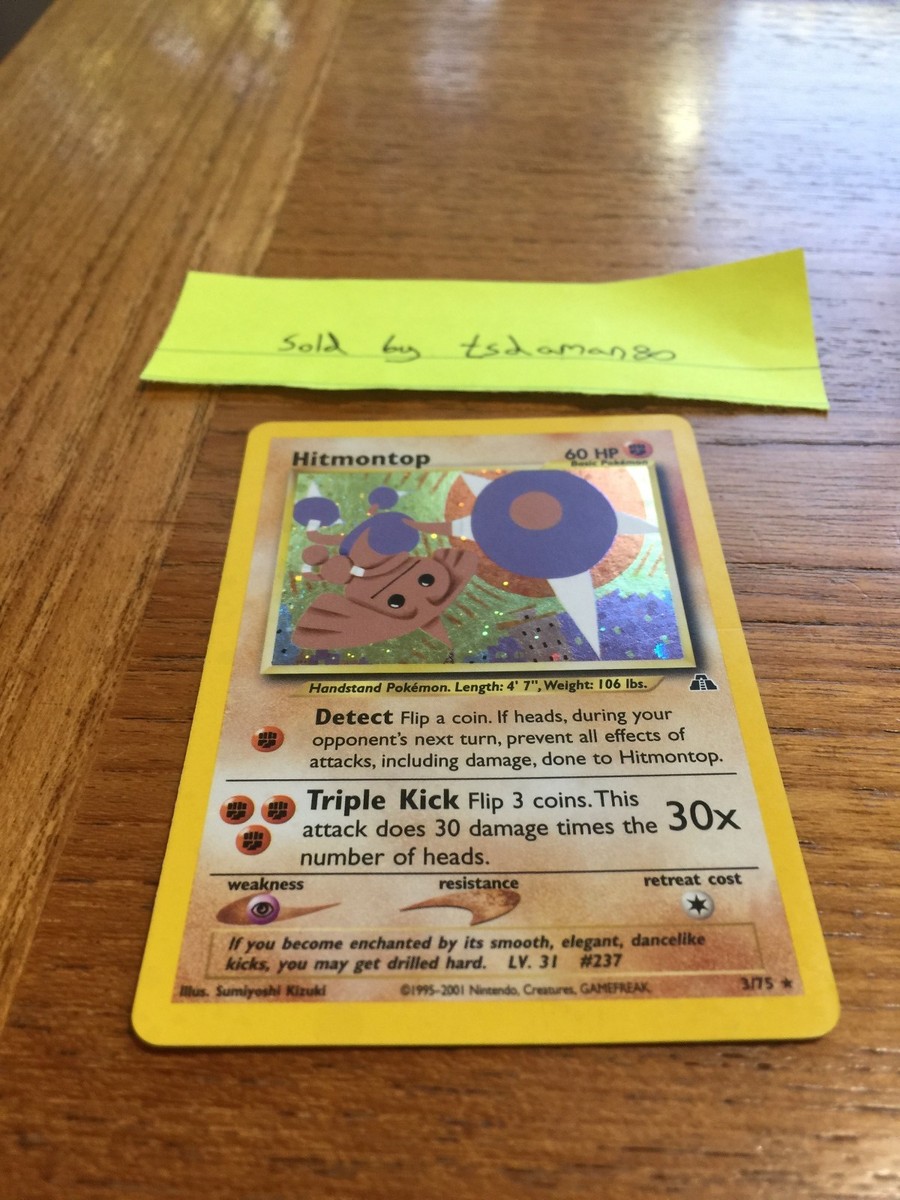 Sold by tsdaman80
Hitmontop
60 HP
Basic Pokémon
Handstand Pokémon. Length: 4' 7", Weight: 106 lbs.
Detect Flip a coin. If heads, during your
opponent's next turn, prevent all effects of
attacks, including damage, done to Hitmontop.
Triple Kick Flip 3 coins. This
attack does 30 damage times the
number of heads.
30x
weakness
resistance
retreat cost
If you become enchanted by its smooth, elegant, dancelike
kicks, you may get drilled hard. LV. 31 #237
Illus. Sumiyoshi Kizuki
©1995-2001 Nintendo, Creatures, GAMEFREAK.
3/75 ★